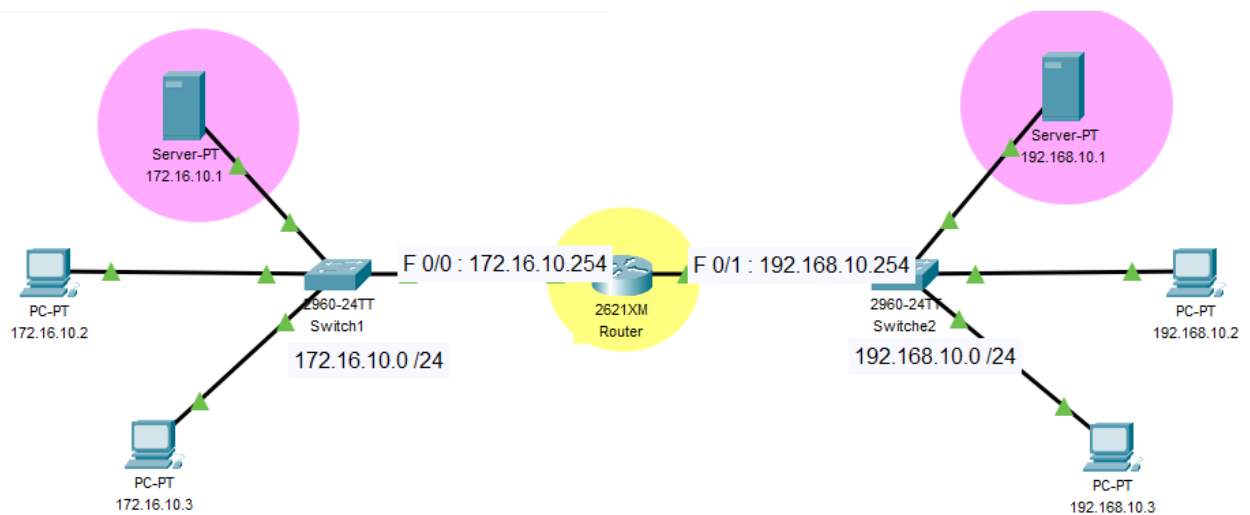 Server-PT
172.16.10.1
Server-PT
192.168.10.1
F 0/0 : 172.16.10.254
F 0/1 : 192.168.10.254
PC-PT
172.16.10.2
2960-24TT
Switch1
2621XM
Router
2960-24TT
Switche2
PC-PT
192.168.10.2
172.16.10.0 /24
192.168.10.0 /24
PC-PT
172.16.10.3
PC-PT
192.168.10.3